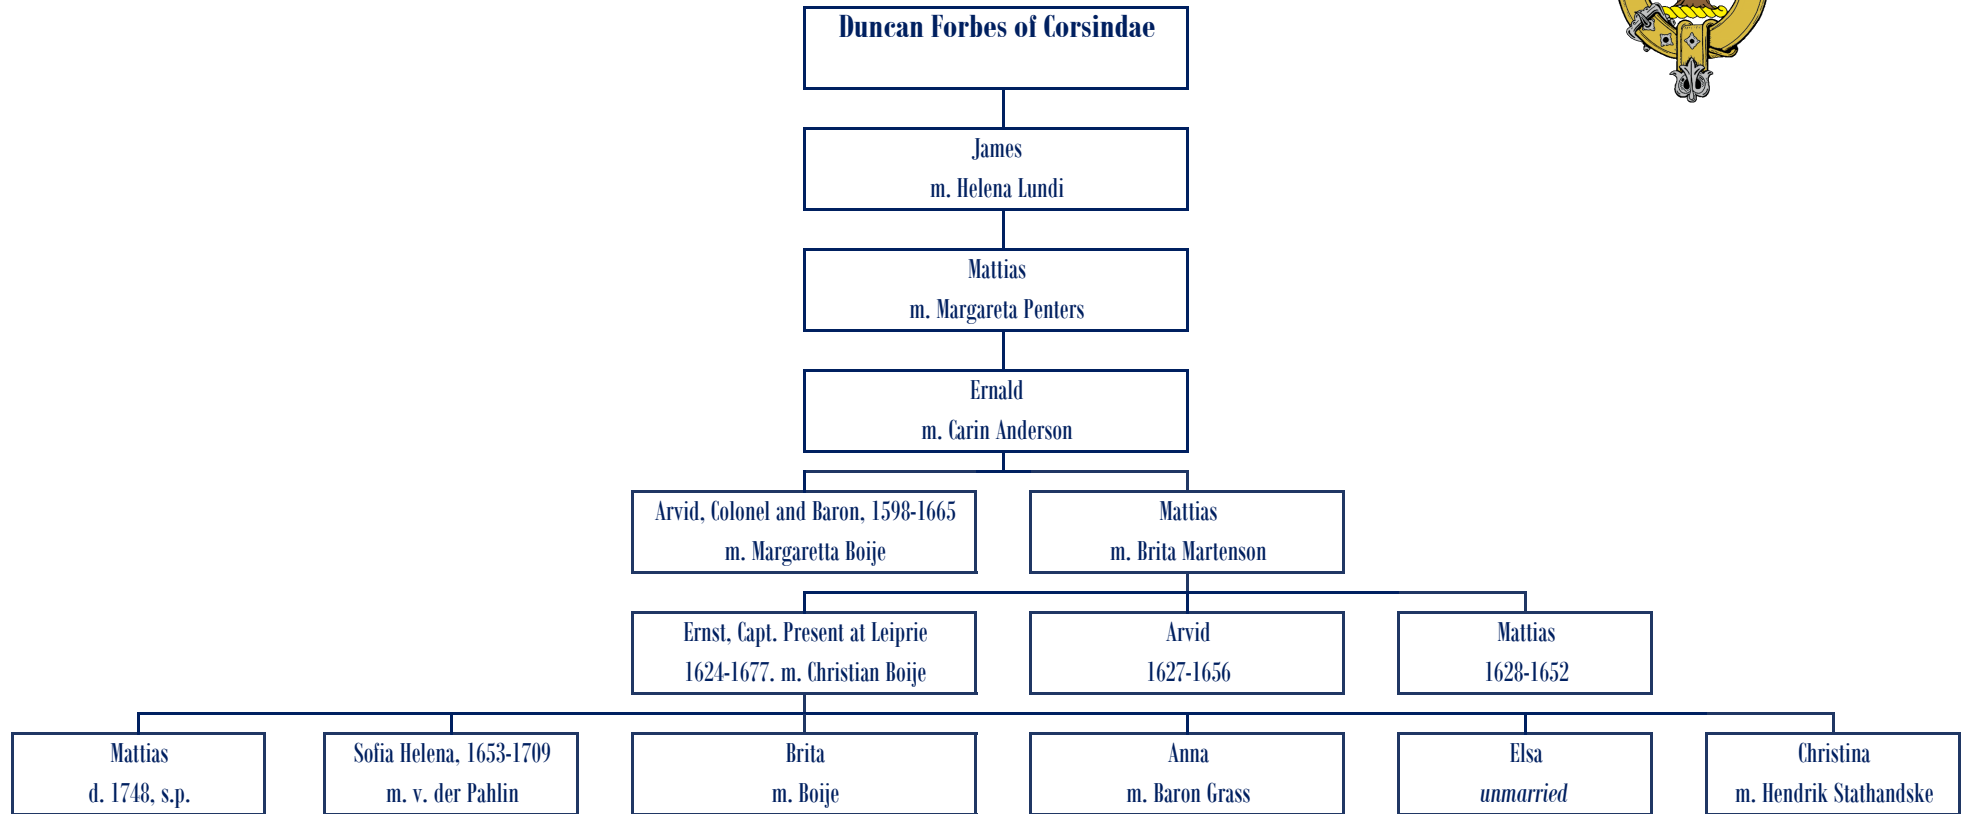 Duncan Forbes of Corsindae
James
m. Helena Lundi
Mattias
m. Margareta Penters
Ernald
m. Carin Anderson
Arvid, Colonel and Baron, 1598-1665
m. Margaretta Boije
Mattias
m. Brita Martenson
Ernst, Capt. Present at Leiprie
1624-1677. m. Christian Boije
Arvid
1627-1656
Mattias
1628-1652
Mattias
d. 1748, s.p.
Sofia Helena, 1653-1709
m. v. der Pahlin
Brita
m. Boije
Anna
m. Baron Grass
Elsa
unmarried
Christina
m. Hendrik Stathandske